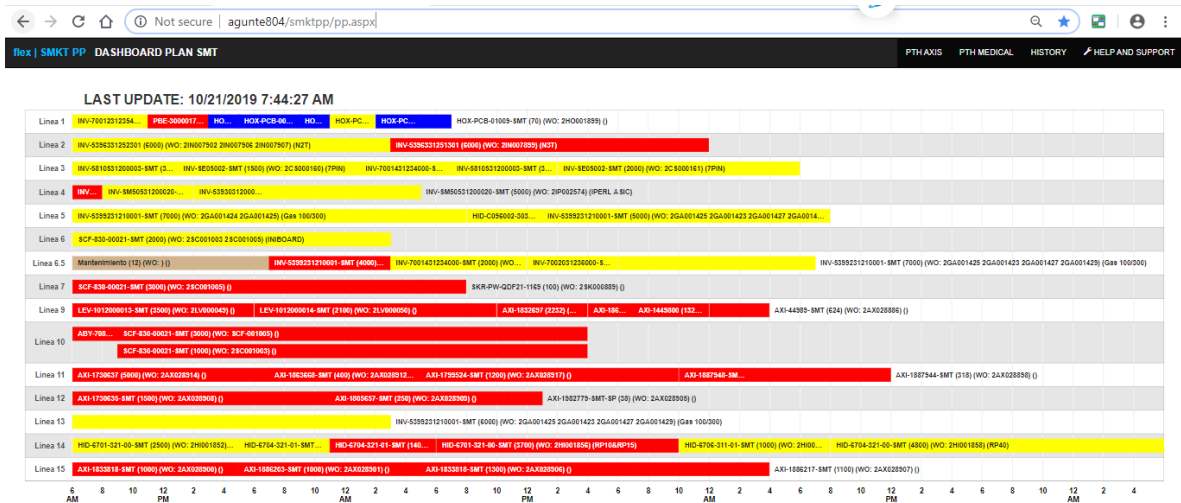 Not secure | agunte804/smktpp/pp.aspx
flex | SMKT PP DASHBOARD PLAN SMT PTH AXIS PTH MEDICAL HISTORY HELP AND SUPPORT
LAST UPDATE: 10/21/2019 7:44:27 AM
Linea 1 INV-70012312354... PBE-3000017... HO... HOX-PCB-00... HO... HOX-PC... HOX-PC... HOX-PCB-01009-SMT (70) (WO: 2HO001899) ()
Linea 2 INV-5396331252301 (6000) (WO: 2IN007902 2IN007906 2IN007907) (N2T) INV-5396331251301 (6000) (WO: 2IN007899) (N3T)
Linea 3 INV-5810531200003-SMT (3... INV-SE05002-SMT (1500) (WO: 2CS000160) (7PIN) INV-7001431234000-S... INV-5810531200003-SMT (3... INV-SE05002-SMT (2000) (WO: 2CS000161) (7PIN)
Linea 4 INV... INV-SM50531200020-... INV-53930312000... INV-SM50531200020-SMT (5000) (WO: 2IP002574) (IPERL ASIC)
Linea 5 INV-5399231210001-SMT (7000) (WO: 2GA001424 2GA001425) (Gas 100/300) HID-C096002-303... INV-5399231210001-SMT (5000) (WO: 2GA001425 2GA001423 2GA001427 2GA0014...
Linea 6 SCF-830-00021-SMT (2000) (WO: 2SC001003 2SC001005) (INIBOARD)
Linea 6.5 Mantenimiento (12) (WO: ) () INV-5399231210001-SMT (4000)... INV-7001431234000-SMT (2000) (WO... INV-7002031236000-S... INV-5399231210001-SMT (7000) (WO: 2GA001425 2GA001423 2GA001427 2GA001429) (Gas 100/300)
Linea 7 SCF-830-00021-SMT (3000) (WO: 2SC001005) () SKR-PW-QDF21-1169 (100) (WO: 2SK000889) ()
Linea 9 LEV-1012000013-SMT (3500) (WO: 2LV000049) () LEV-1012000014-SMT (2100) (WO: 2LV000050) () AXI-1832697 (2232) (... AXI-186... AXI-1449800 (132... AXI-44989-SMT (624) (WO: 2AX028886) ()
Linea 10 ABY-708... SCF-830-00021-SMT (3000) (WO: SCF-001005) ()
SCF-830-00021-SMT (1000) (WO: 2SC001003) ()
Linea 11 AXI-1730637 (5000) (WO: 2AX028914) () AXI-1863668-SMT (400) (WO: 2AX028912... AXI-1799524-SMT (1200) (WO: 2AX028917) () AXI-1887948-SM... AXI-1887944-SMT (318) (WO: 2AX028898) ()
Linea 12 AXI-1730635-SMT (1500) (WO: 2AX028908) () AXI-1805657-SMT (250) (WO: 2AX028909) () AXI-1982779-SMT-SP (38) (WO: 2AX028905) ()
Linea 13 INV-5399231210001-SMT (6000) (WO: 2GA001425 2GA001423 2GA001427 2GA001429) (Gas 100/300)
Linea 14 HID-6701-321-00-SMT (2500) (WO: 2HI001852)... HID-6704-321-01-SMT... HID-6704-321-01-SMT (140... HID-6701-321-00-SMT (3700) (WO: 2HI001856) (RP10&RP15) HID-6706-311-01-SMT (1000) (WO: 2HI00... HID-6704-321-00-SMT (4800) (WO: 2HI001858) (RP40)
Linea 15 AXI-1833818-SMT (1000) (WO: 2AX028900) () AXI-1886203-SMT (1000) (WO: 2AX028901) () AXI-1833818-SMT (1300) (WO: 2AX028906) () AXI-1886217-SMT (1100) (WO: 2AX028907) ()
6 AM 8 10 12 PM 2 4 6 8 10 12 AM 2 4 6 8 10 12 PM 2 4 6 8 10 12 AM 2 4 6 8 10 12 PM 2 4